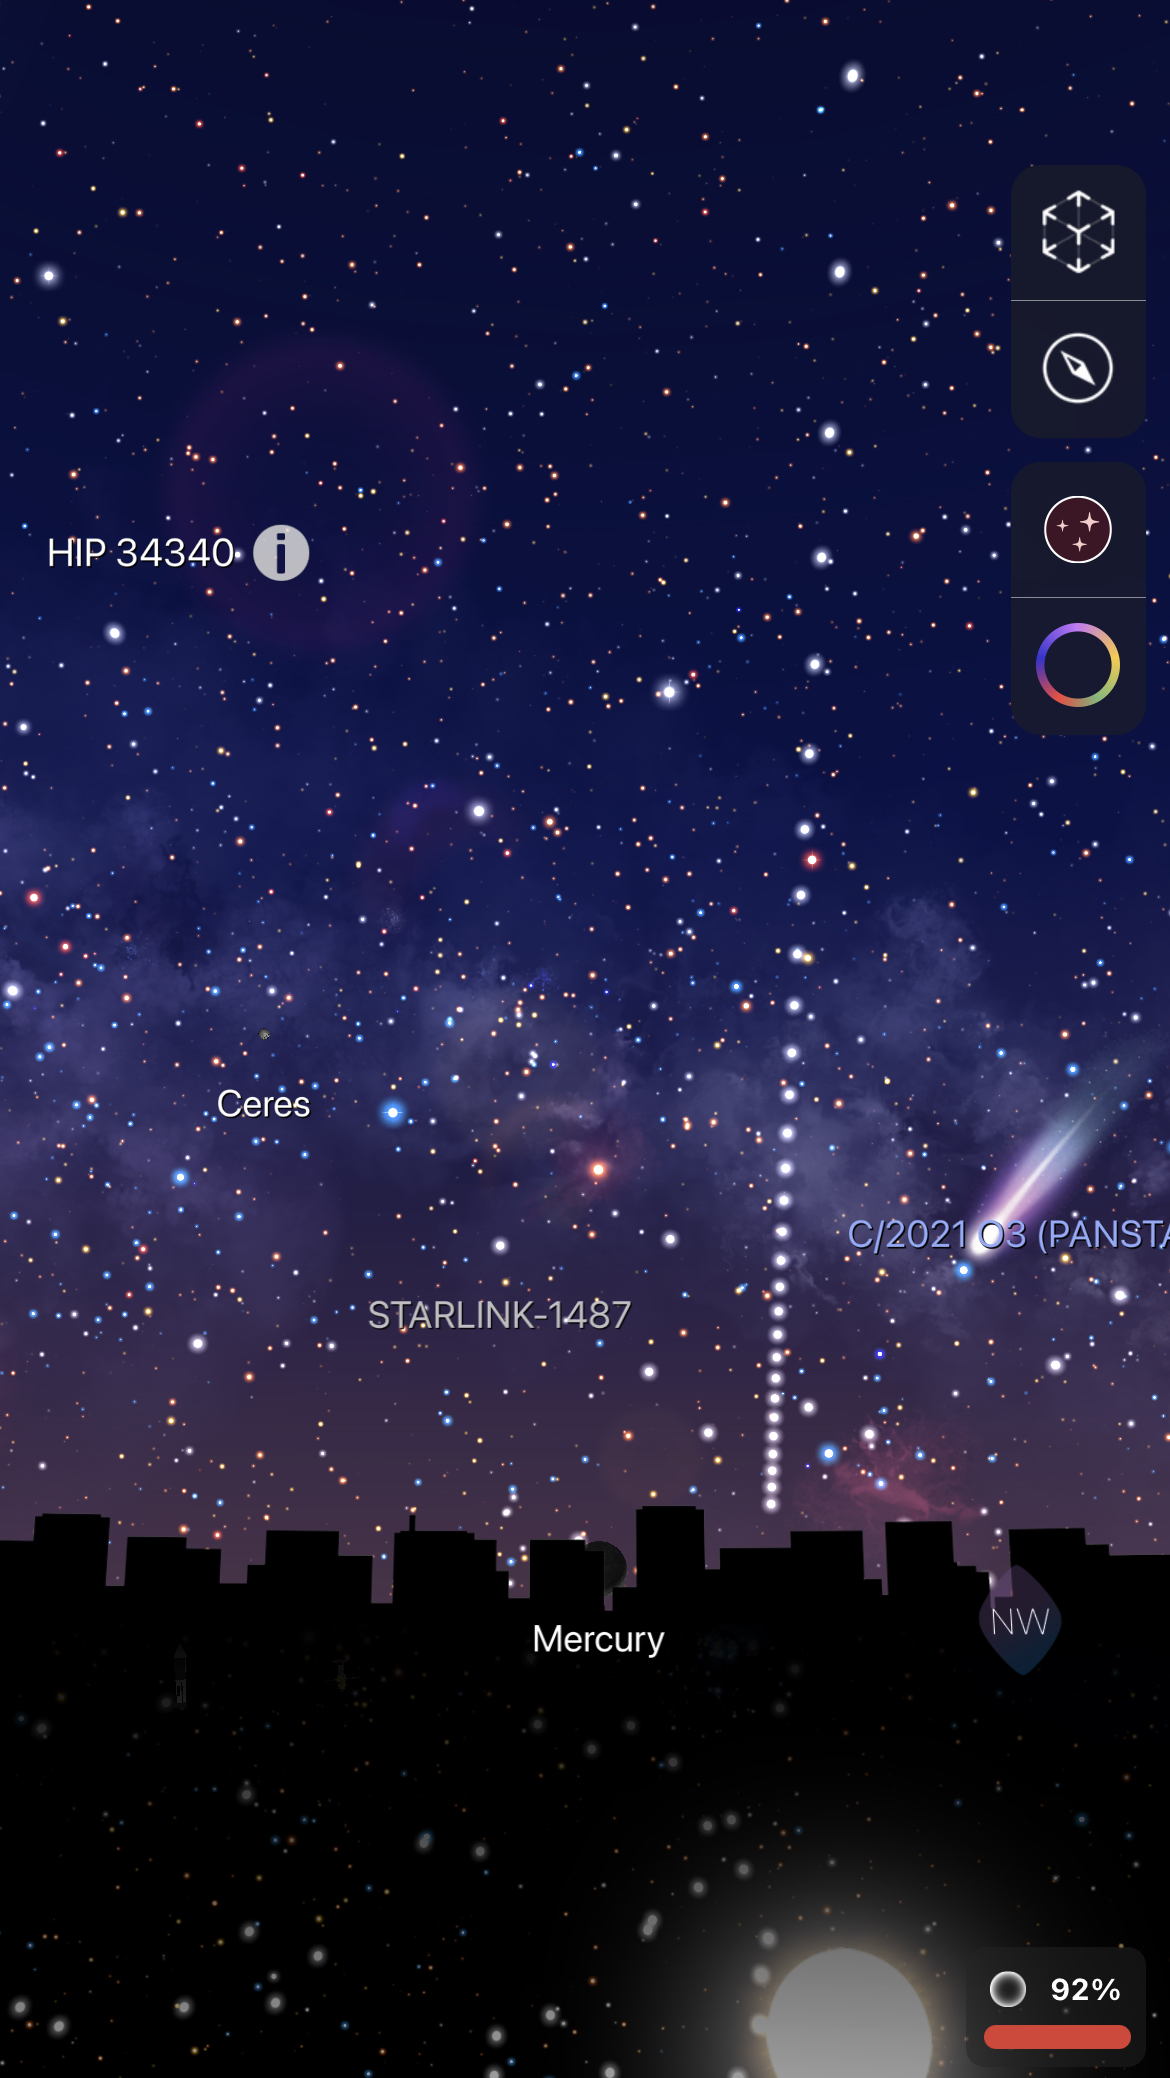 HIP 34340
Ceres
C/2021 O3 (PANSTA
STARLINK-1487
Mercury
NW
92%